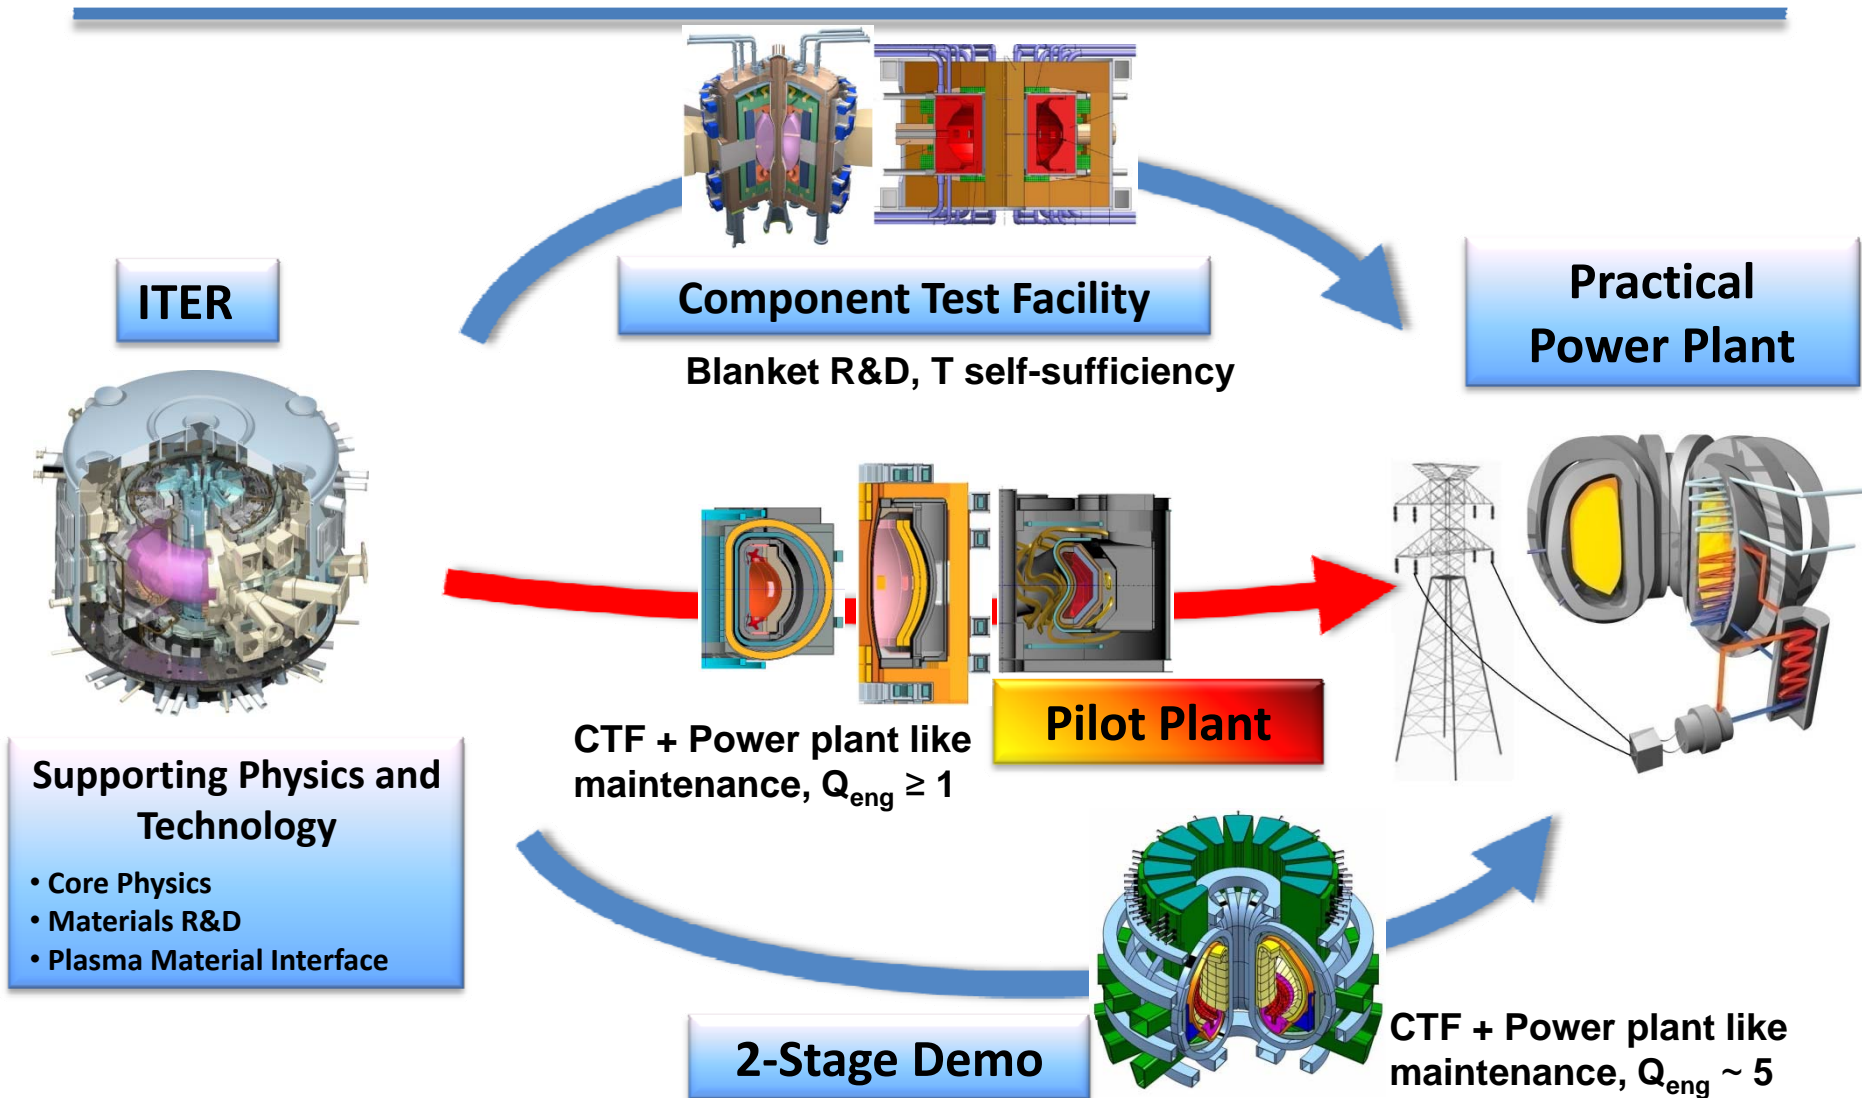 ITER
Component Test Facility
Blanket R&D, T self-sufficiency
Practical
Power Plant
CTF + Power plant like
maintenance, Qeng ≥ 1
Pilot Plant
Supporting Physics and
Technology
• Core Physics
• Materials R&D
• Plasma Material Interface
2-Stage Demo
CTF + Power plant like
maintenance, Qeng ~ 5